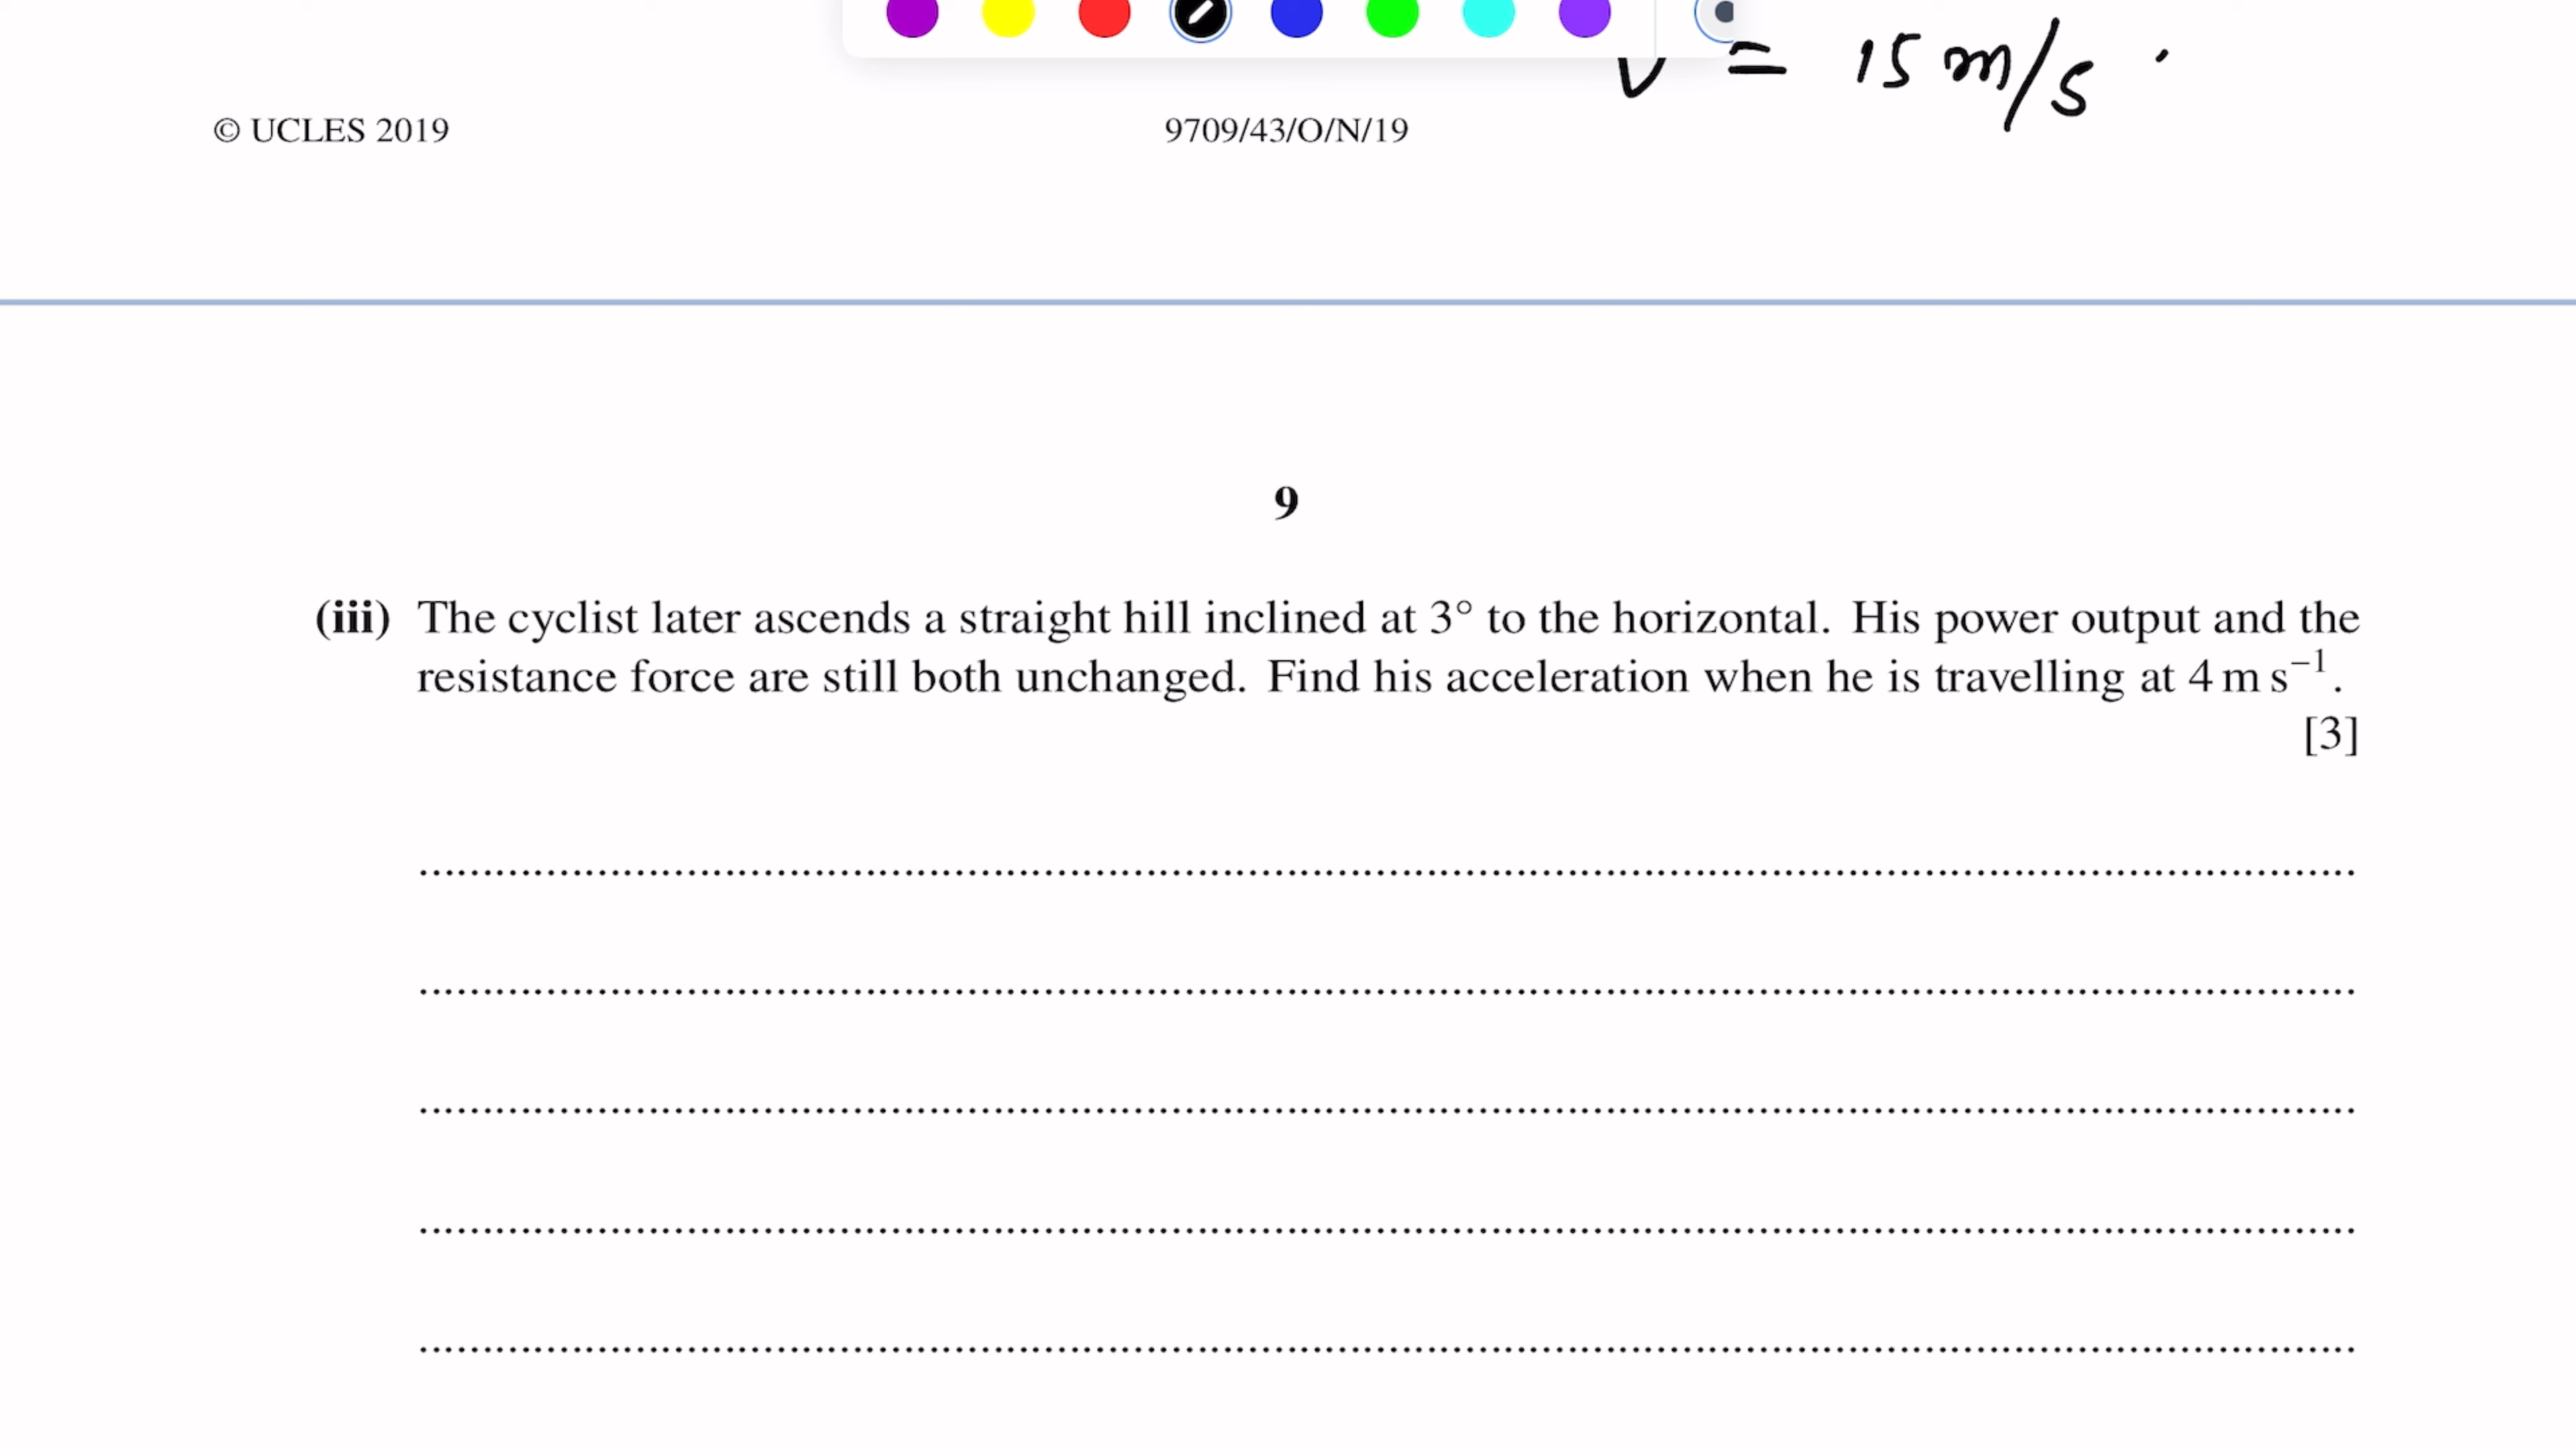 V = 15 m/s .
© UCLES 2019 9709/43/O/N/19
9
(iii) The cyclist later ascends a straight hill inclined at 3° to the horizontal. His power output and the
resistance force are still both unchanged. Find his acceleration when he is travelling at 4 m s⁻¹.
[3]